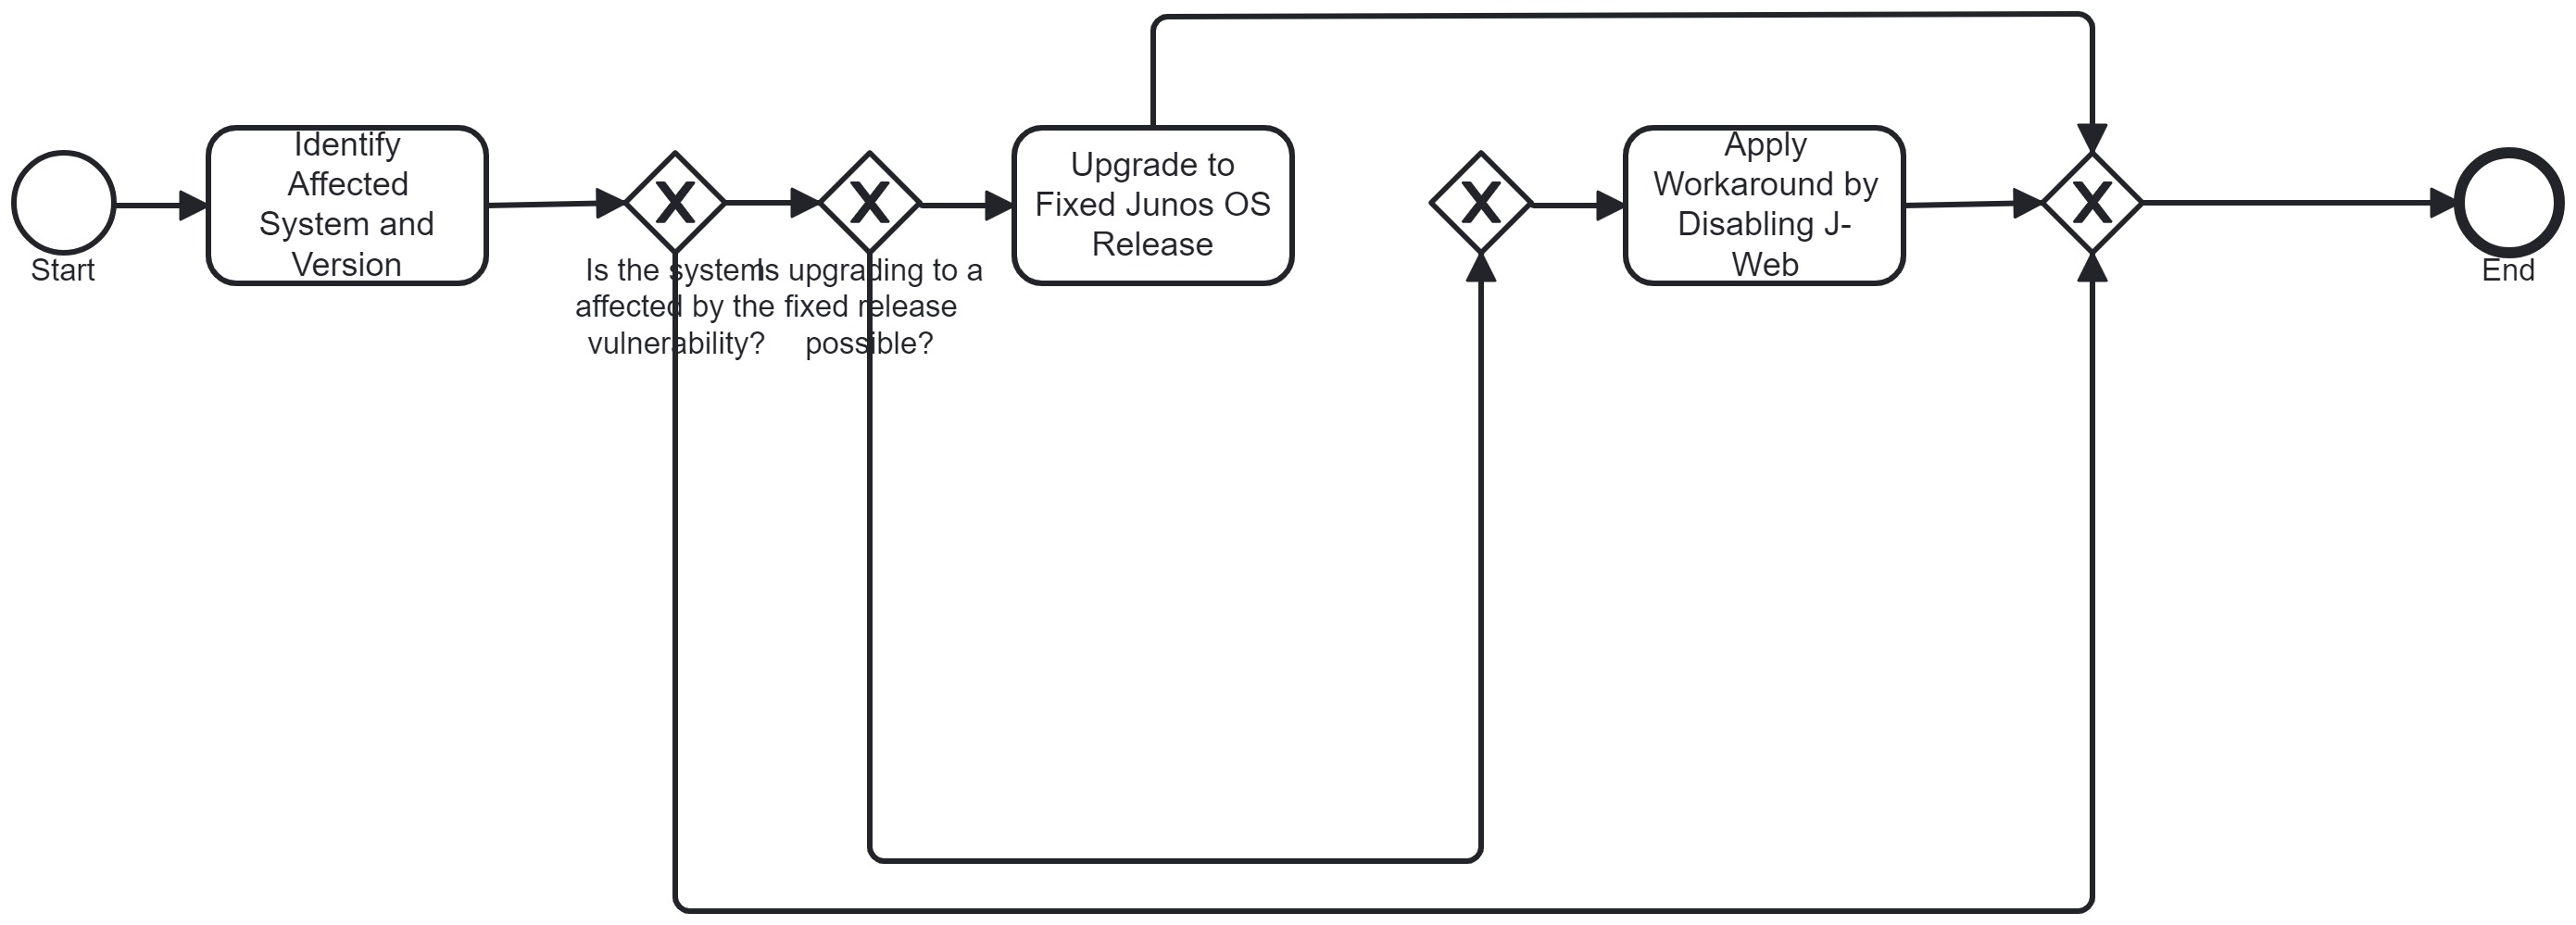 Start
Identify
Affected
System and
Version
X
Is the system
affected by the
vulnerability?
X
Is upgrading to a
fixed release
possible?
Upgrade to
Fixed Junos OS
Release
X
Apply
Workaround by
Disabling J-
Web
X
End